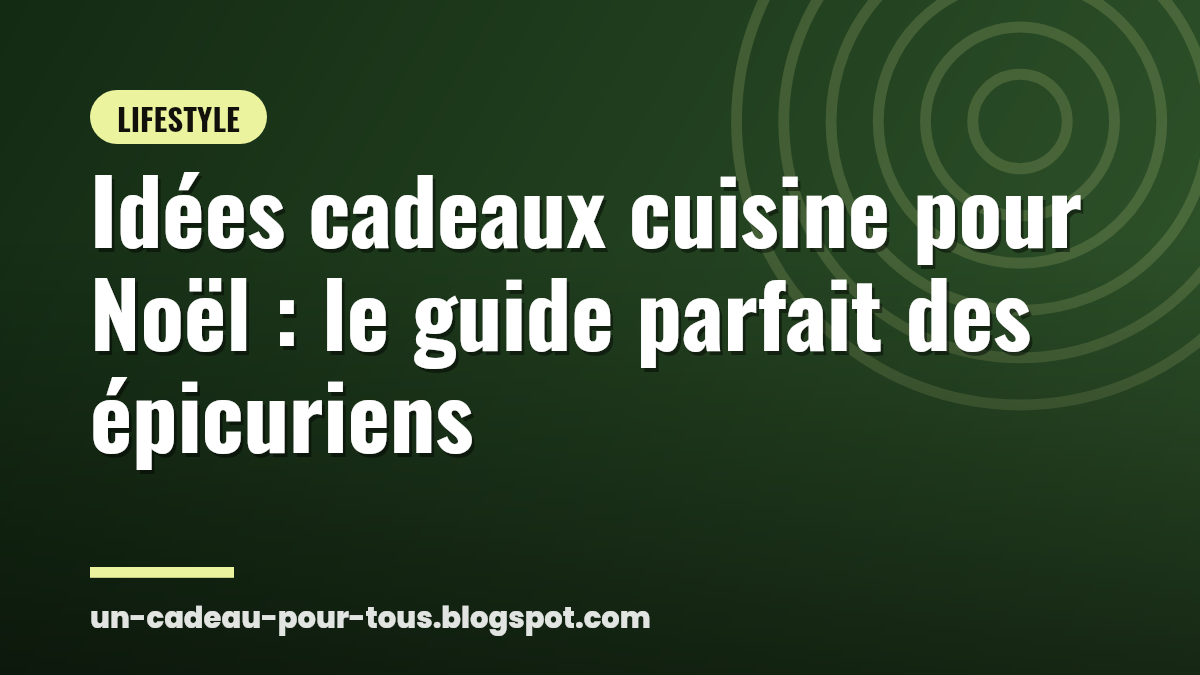 LIFESTYLE
Idées cadeaux cuisine pour
Noël : le guide parfait des
épicuriens
un-cadeau-pour-tous.blogspot.com